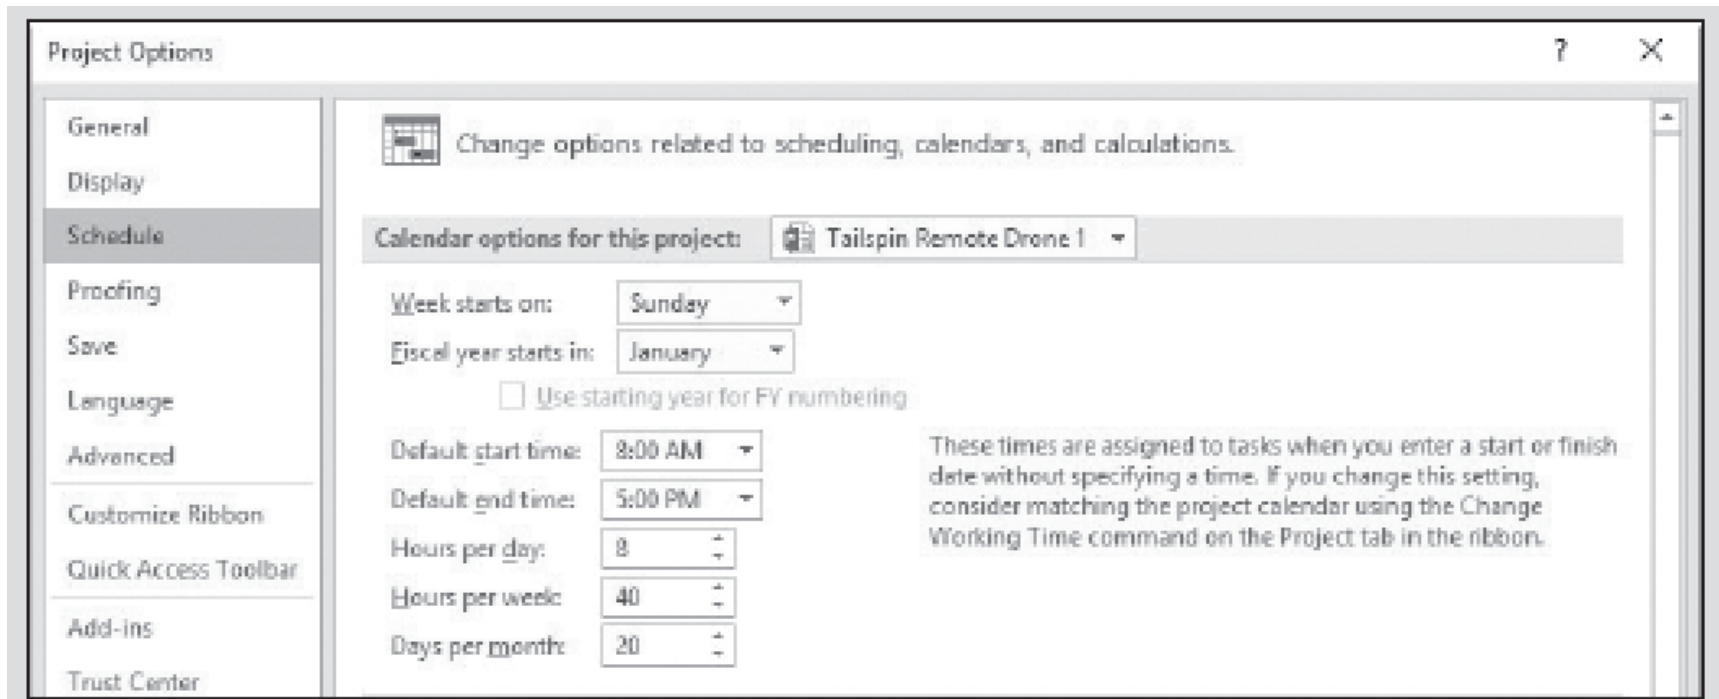 Project Options
?
General
Display
Schedule
Proofing
Save
Language
Advanced
Customize Ribbon
Quick Access Toolbar
Add-ins
Trust Center
Change options related to scheduling, calendars, and calculations.
Calendar options for this project: Tailspin Remote Drone 1
Week starts on: Sunday
Fiscal year starts in: January
Use starting year for FY numbering
Default start time: 8:00 AM
Default end time: 5:00 PM
Hours per day: 8
Hours per week: 40
Days per month: 20
These times are assigned to tasks when you enter a start or finish
date without specifying a time. If you change this setting,
consider matching the project calendar using the Change
Working Time command on the Project tab in the ribbon.